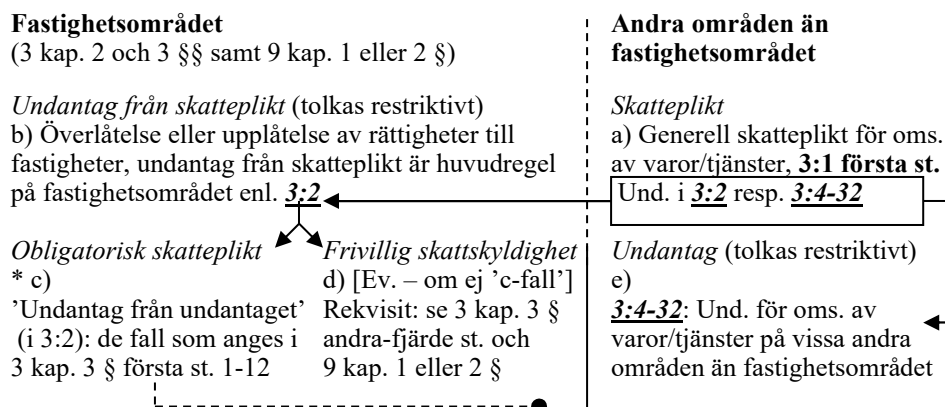 Fastighetsområdet
(3 kap. 2 och 3 §§ samt 9 kap. 1 eller 2 §)
Undantag från skatteplikt (tolkas restriktivt)
b) Överlåtelse eller upplåtelse av rättigheter till
fastigheter, undantag från skatteplikt är huvudregel
på fastighetsområdet enl. 3:2
Obligatorisk skatteplikt
* c)
’Undantag från undantaget’
(i 3:2): de fall som anges i
3 kap. 3 § första st. 1-12
Frivillig skattskyldighet
d) [Ev. – om ej ’c-fall’]
Rekvisit: se 3 kap. 3 §
andra-fjärde st. och
9 kap. 1 eller 2 §
Andra områden än
fastighetsområdet
Skatteplikt
a) Generell skatteplikt för oms.
av varor/tjänster, 3:1 första st.
Und. i 3:2 resp. 3:4-32
Undantag (tolkas restriktivt)
e)
3:4-32: Und. för oms. av
varor/tjänster på vissa andra
områden än fastighetsområdet